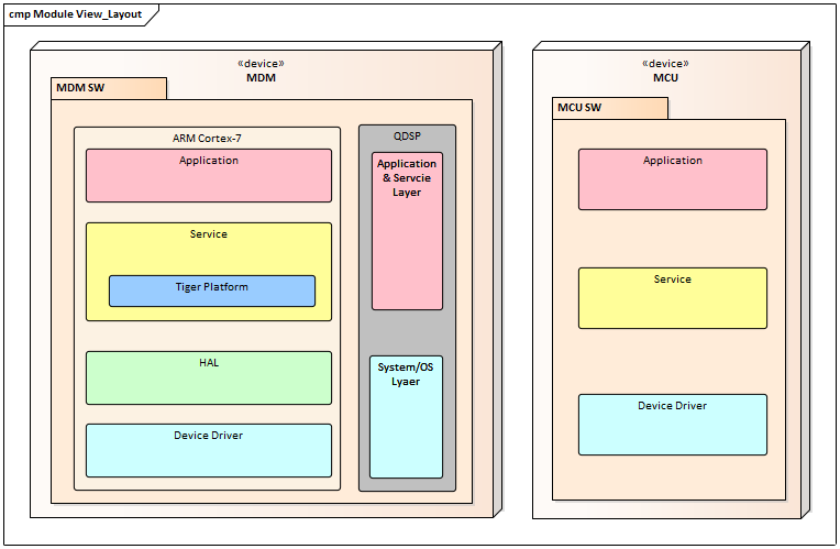 cmp Module View_Layout
«device»
MDM
MDM SW
ARM Cortex-7
Application
Service
Tiger Platform
HAL
Device Driver
QDSP
Application
& Servcie
Layer
System/OS
Lyaer
«device»
MCU
MCU SW
Application
Service
Device Driver